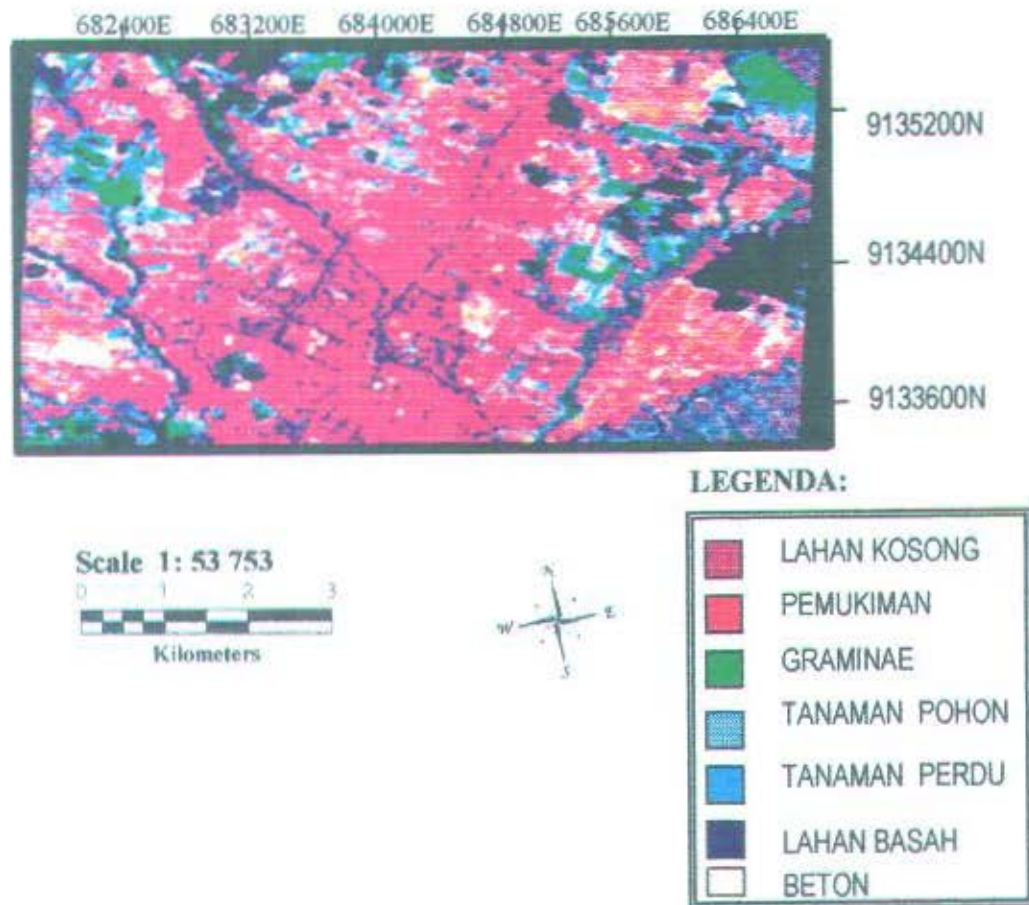 682400E 683200E 684000E 684800E 685600E 686400E
9135200N
9134400N
9133600N
LEGENDA:
Scale 1: 53 753
0 1 2 3
Kilometers
N
W E
S
LAHAN KOSONG
PEMUKIMAN
GRAMINAE
TANAMAN POHON
TANAMAN PERDU
LAHAN BASAH
BETON